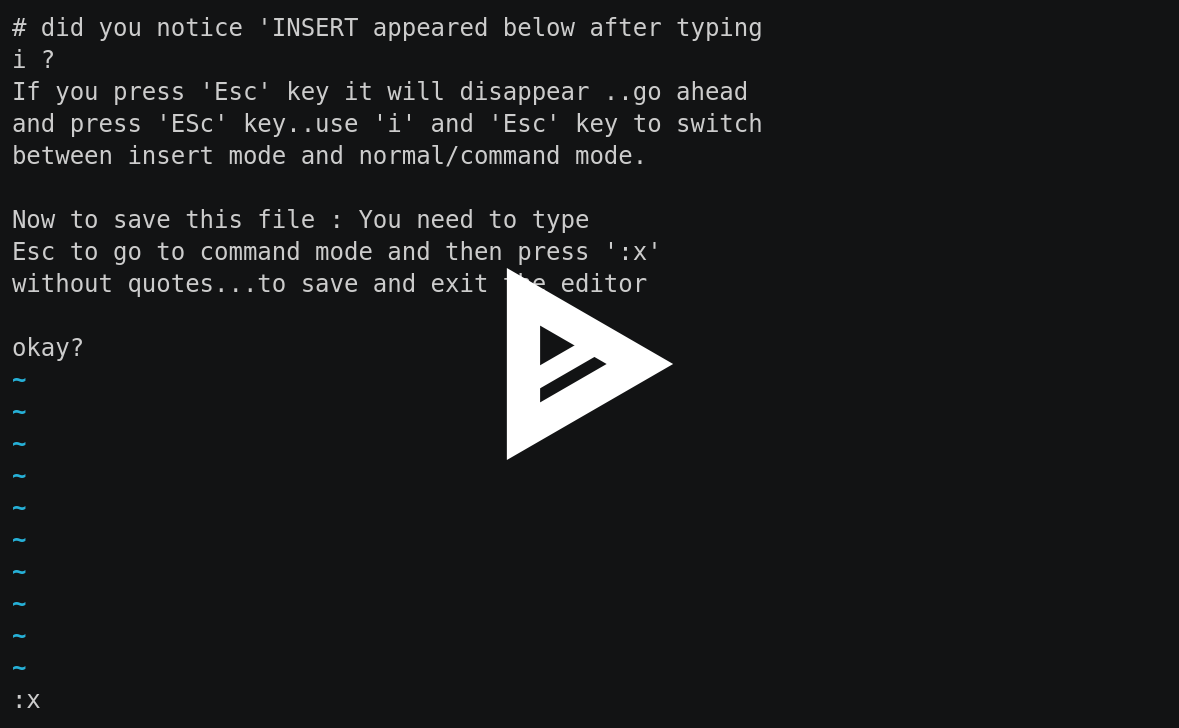 # did you notice 'INSERT appeared below after typing
i ?
If you press 'Esc' key it will disappear ..go ahead
and press 'ESc' key..use 'i' and 'Esc' key to switch
between insert mode and normal/command mode.
Now to save this file : You need to type
Esc to go to command mode and then press ':x'
without quotes...to save and exit the editor
okay?
~
~
~
~
~
~
~
~
~
~
:x